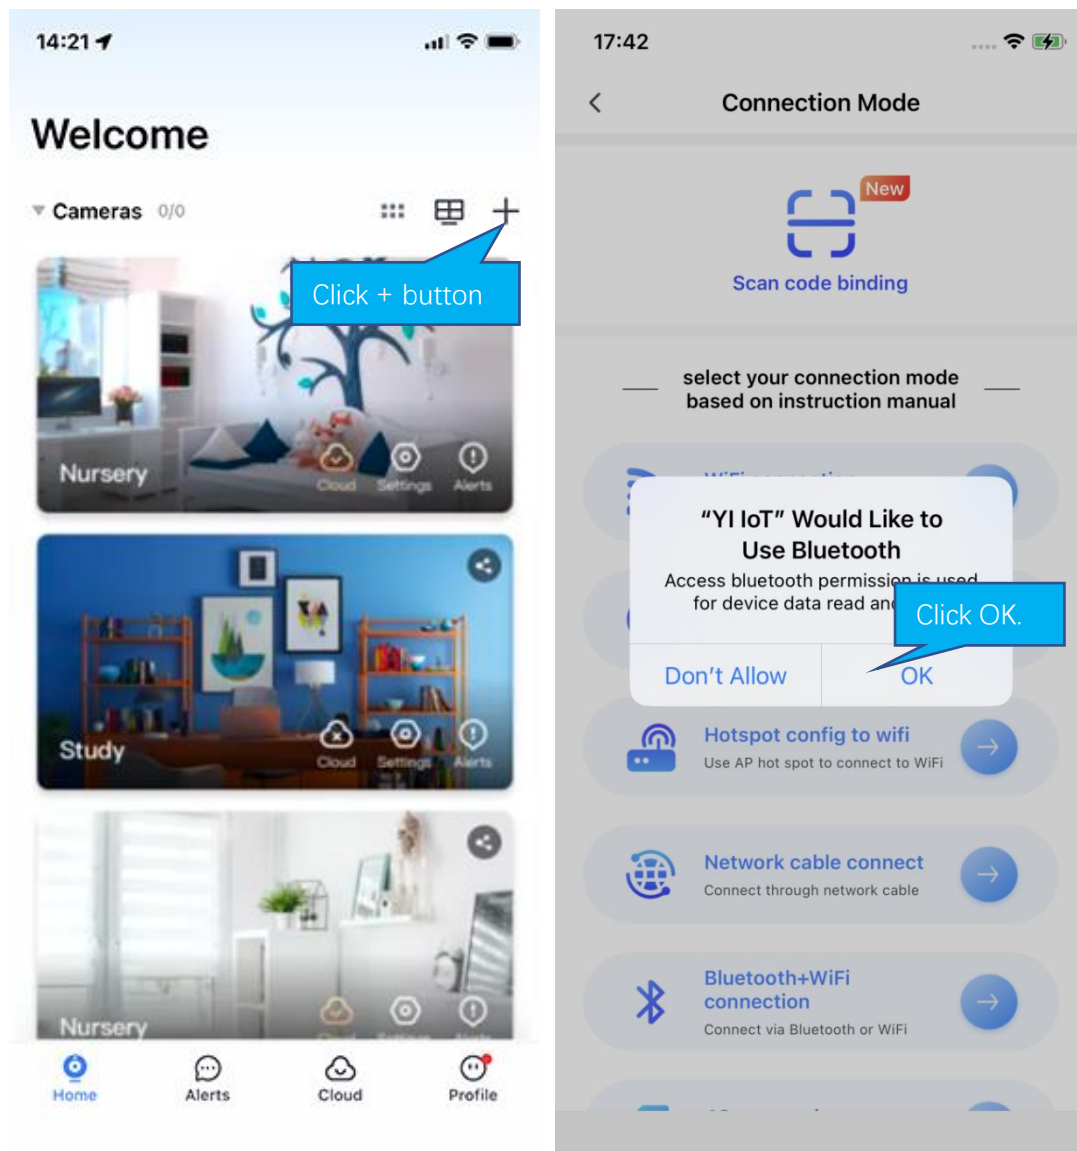 14:21
Welcome
Cameras 0/0
Click + button
Nursery
Cloud Settings Alerts
Study
Cloud Settings Alerts
Nursery
Home Alerts Cloud Profile
17:42
Connection Mode
New
Scan code binding
select your connection mode
based on instruction manual
“YI IoT” Would Like to
Use Bluetooth
Access bluetooth permission is used
for device data read and
Click OK.
Don't Allow OK
Hotspot config to wifi
Use AP hot spot to connect to WiFi
Network cable connect
Connect through network cable
Bluetooth+WiFi
connection
Connect via Bluetooth or WiFi